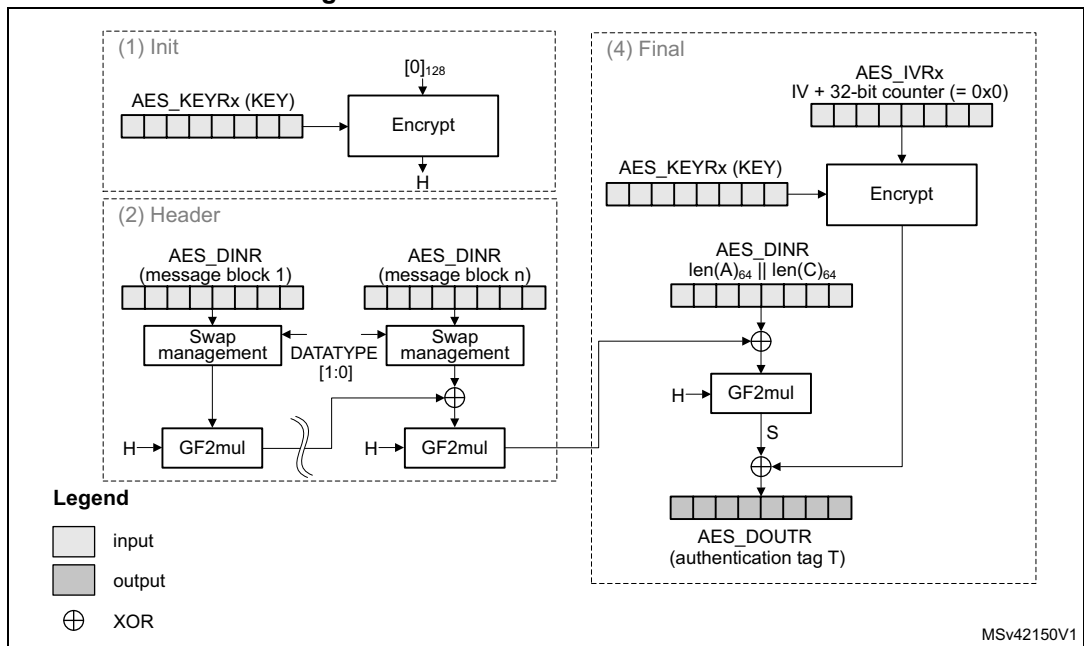 (1) Init
[0]128
AES_KEYRx (KEY)
Encrypt
H
(2) Header
AES_DINR
(message block 1)
AES_DINR
(message block n)
Swap
management
DATATYPE
[1:0]
Swap
management
H
GF2mul
H
GF2mul
(4) Final
AES_IVRx
IV + 32-bit counter (= 0x0)
AES_KEYRx (KEY)
Encrypt
AES_DINR
len(A)64 || len(C)64
H
GF2mul
S
AES_DOUTR
(authentication tag T)
Legend
input
output
XOR
MSv42150V1